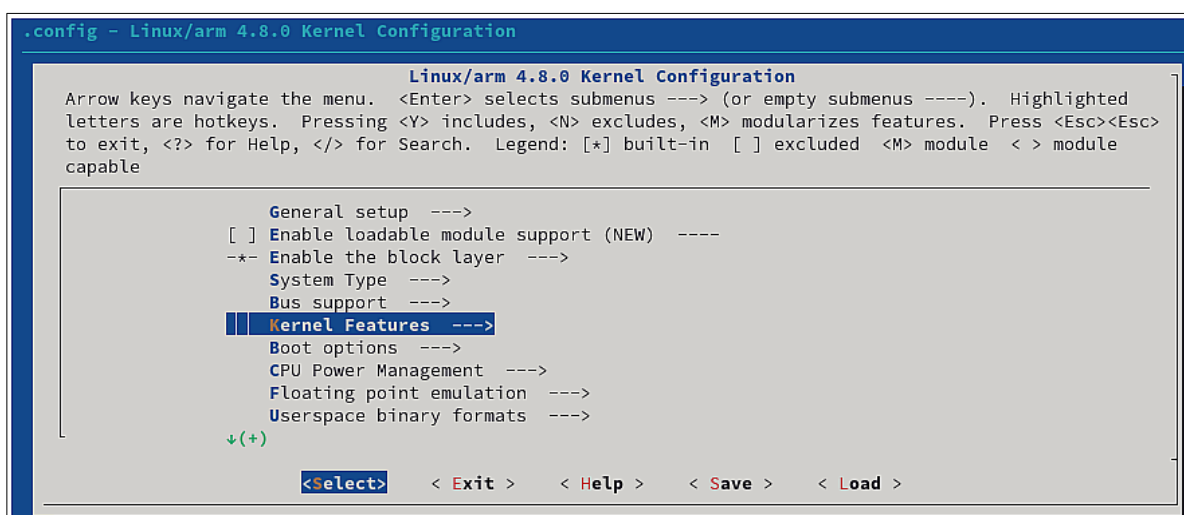 .config - Linux/arm 4.8.0 Kernel Configuration
Linux/arm 4.8.0 Kernel Configuration
Arrow keys navigate the menu.  <Enter> selects submenus ---> (or empty submenus ----).  Highlighted
letters are hotkeys.  Pressing <Y> includes, <N> excludes, <M> modularizes features.  Press <Esc><Esc>
to exit, <?> for Help, </> for Search.  Legend: [*] built-in  [ ] excluded  <M> module  < > module
capable
General setup  --->
[ ] Enable loadable module support (NEW)  ----
-*- Enable the block layer  --->
System Type  --->
Bus support  --->
Kernel Features  --->
Boot options  --->
CPU Power Management  --->
Floating point emulation  --->
Userspace binary formats  --->
↓(+)
<Select>    < Exit >    < Help >    < Save >    < Load >